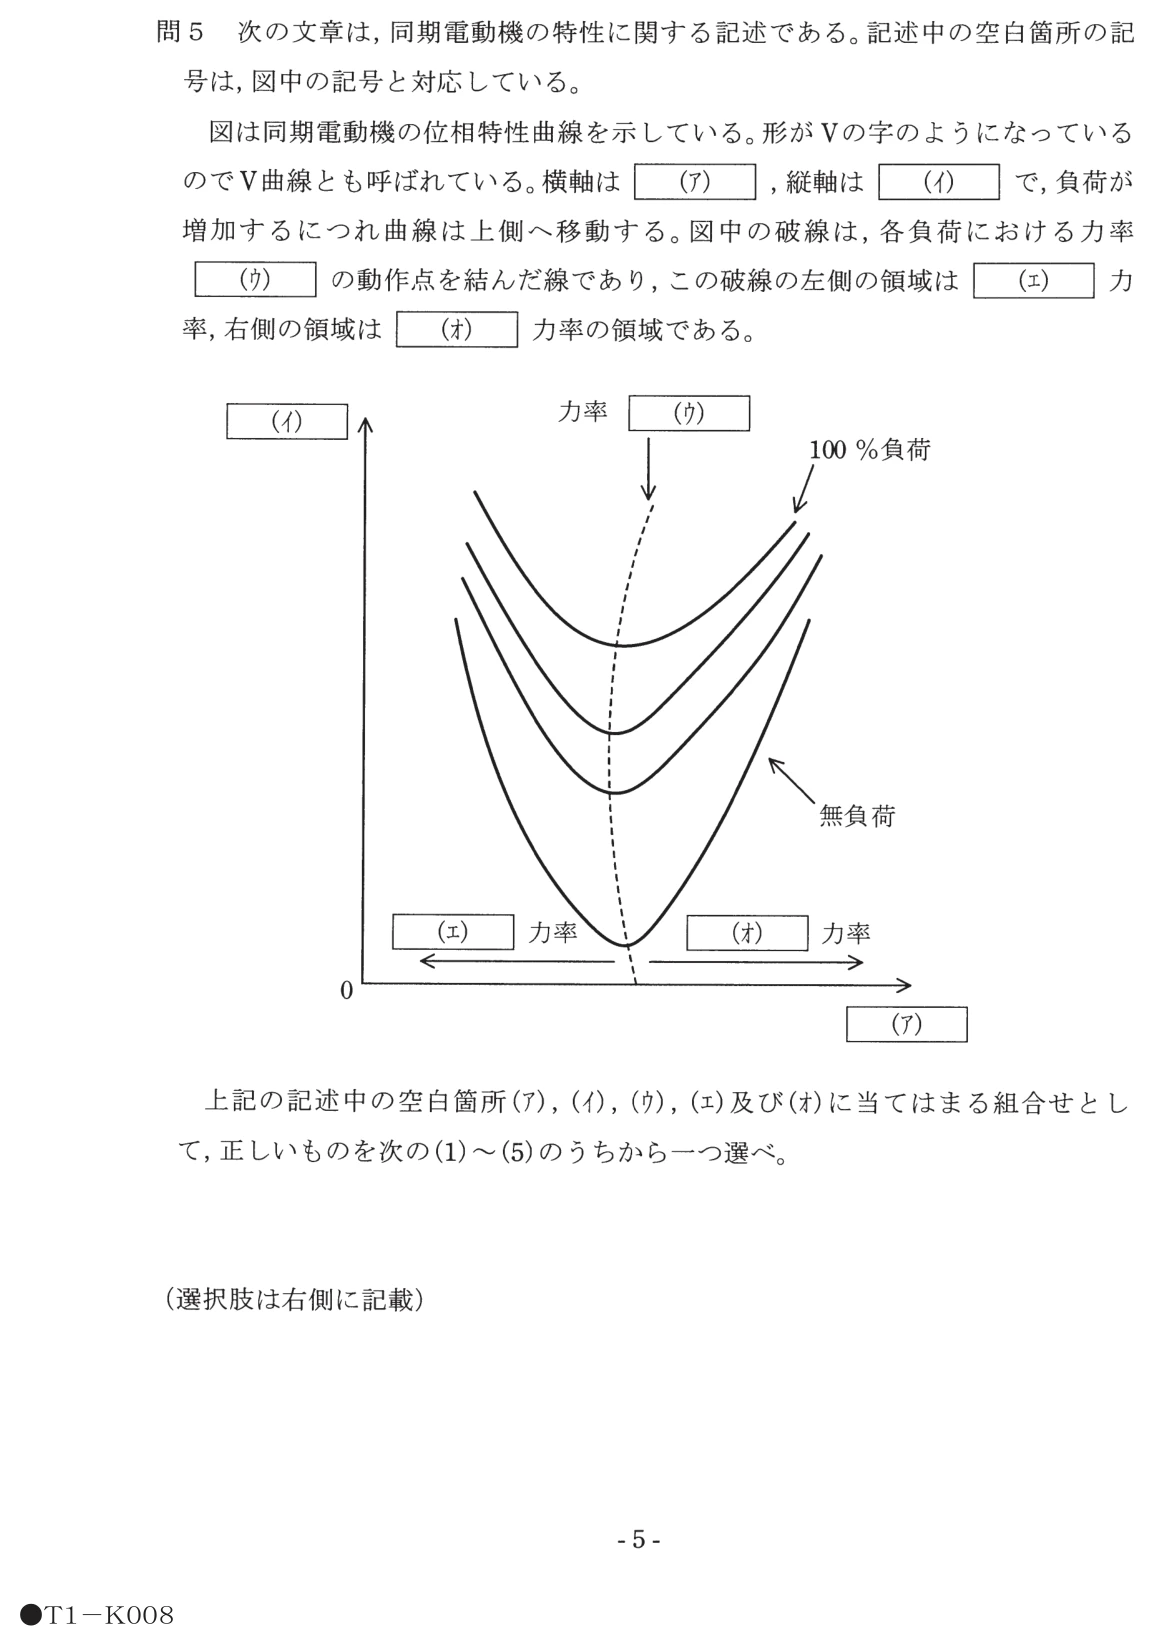 問５　次の文章は，同期電動機の特性に関する記述である。記述中の空白箇所の記
号は，図中の記号と対応している。
図は同期電動機の位相特性曲線を示している。形がVの字のようになっている
のでV曲線とも呼ばれている。横軸は (ア) ，縦軸は (イ) で，負荷が
増加するにつれ曲線は上側へ移動する。図中の破線は，各負荷における力率
(ウ) の動作点を結んだ線であり，この破線の左側の領域は (エ) 力
率，右側の領域は (オ) 力率の領域である。
(イ)
力率 (ウ)
100 %負荷
無負荷
(エ) 力率
(オ) 力率
0
(ア)
上記の記述中の空白箇所(ア)，(イ)，(ウ)，(エ)及び(オ)に当てはまる組合せとし
て，正しいものを次の(1)～(5)のうちから一つ選べ。
（選択肢は右側に記載）
- 5 -
●T1－K008